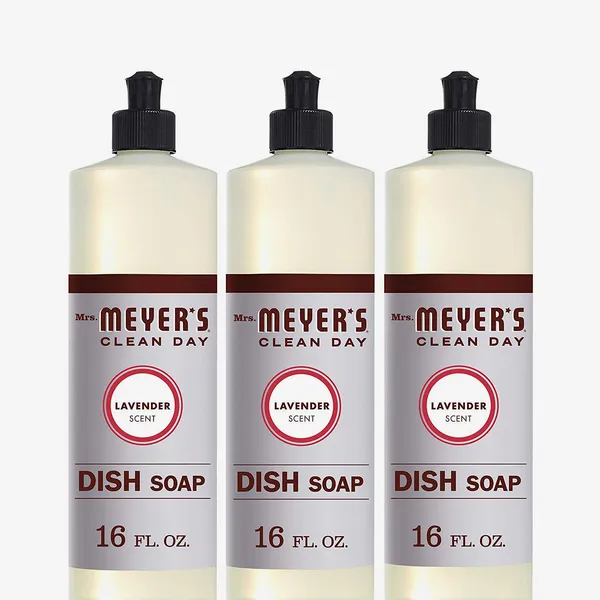 Mrs. MEYER'S
CLEAN DAY
LAVENDER
SCENT
DISH SOAP
16 FL. OZ.
Mrs. MEYER'S
CLEAN DAY
LAVENDER
SCENT
DISH SOAP
16 FL. OZ.
Mrs. MEYER'S
CLEAN DAY
LAVENDER
SCENT
DISH SOAP
16 FL. OZ.